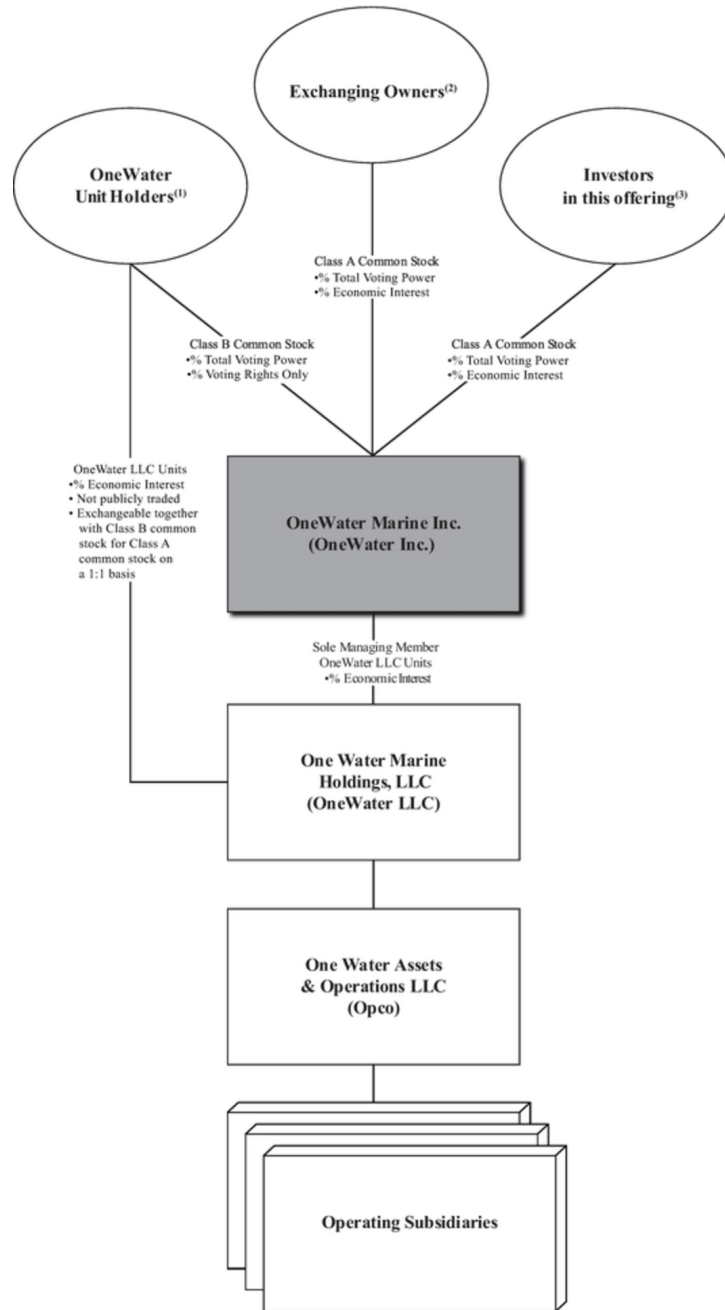 Exchanging Owners(2)
OneWater
Unit Holders(1)
Investors
in this offering(3)
Class A Common Stock
•% Total Voting Power
•% Economic Interest
Class B Common Stock
•% Total Voting Power
•% Voting Rights Only
Class A Common Stock
•% Total Voting Power
•% Economic Interest
OneWater LLC Units
•% Economic Interest
• Not publicly traded
• Exchangeable together
with Class B common
stock for Class A
common stock on
a 1:1 basis
OneWater Marine Inc.
(OneWater Inc.)
Sole Managing Member
OneWater LLC Units
•% Economic Interest
One Water Marine
Holdings, LLC
(OneWater LLC)
One Water Assets
& Operations LLC
(Opco)
Operating Subsidiaries